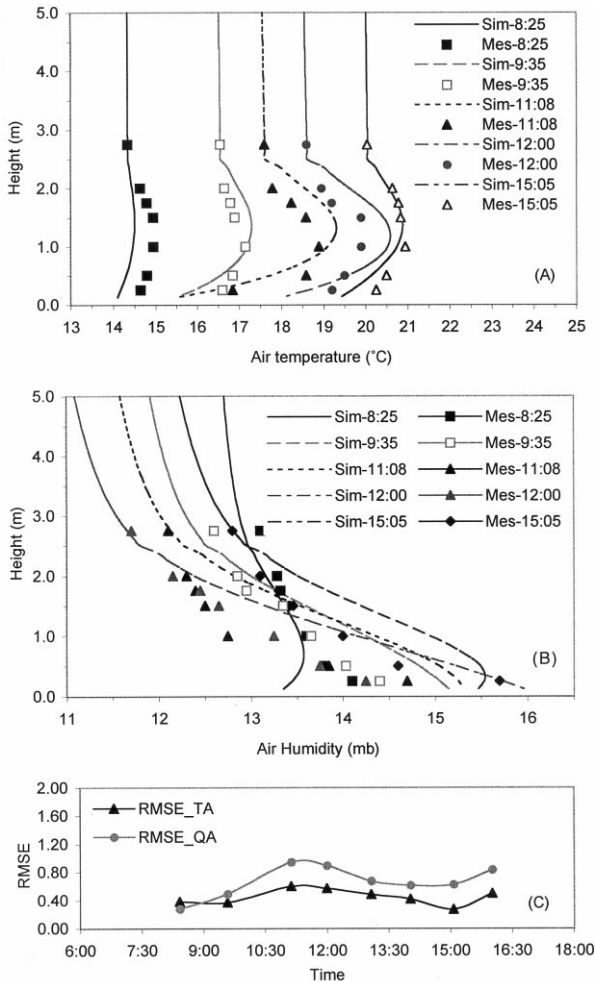 5.0
4.0
3.0
2.0
1.0
0.0
Height (m)
Sim-8:25
Mes-8:25
Sim-9:35
Mes-9:35
Sim-11:08
Mes-11:08
Sim-12:00
Mes-12:00
Sim-15:05
Mes-15:05
(A)
13 14 15 16 17 18 19 20 21 22 23 24 25
Air temperature (°C)
5.0
4.0
3.0
2.0
1.0
0.0
Height (m)
Sim-8:25 Mes-8:25
Sim-9:35 Mes-9:35
Sim-11:08 Mes-11:08
Sim-12:00 Mes-12:00
Sim-15:05 Mes-15:05
(B)
11 12 13 14 15 16
Air Humidity (mb)
2.00
1.60
1.20
0.80
0.40
0.00
RMSE
RMSE_TA
RMSE_QA
(C)
6:00 7:30 9:00 10:30 12:00 13:30 15:00 16:30 18:00
Time